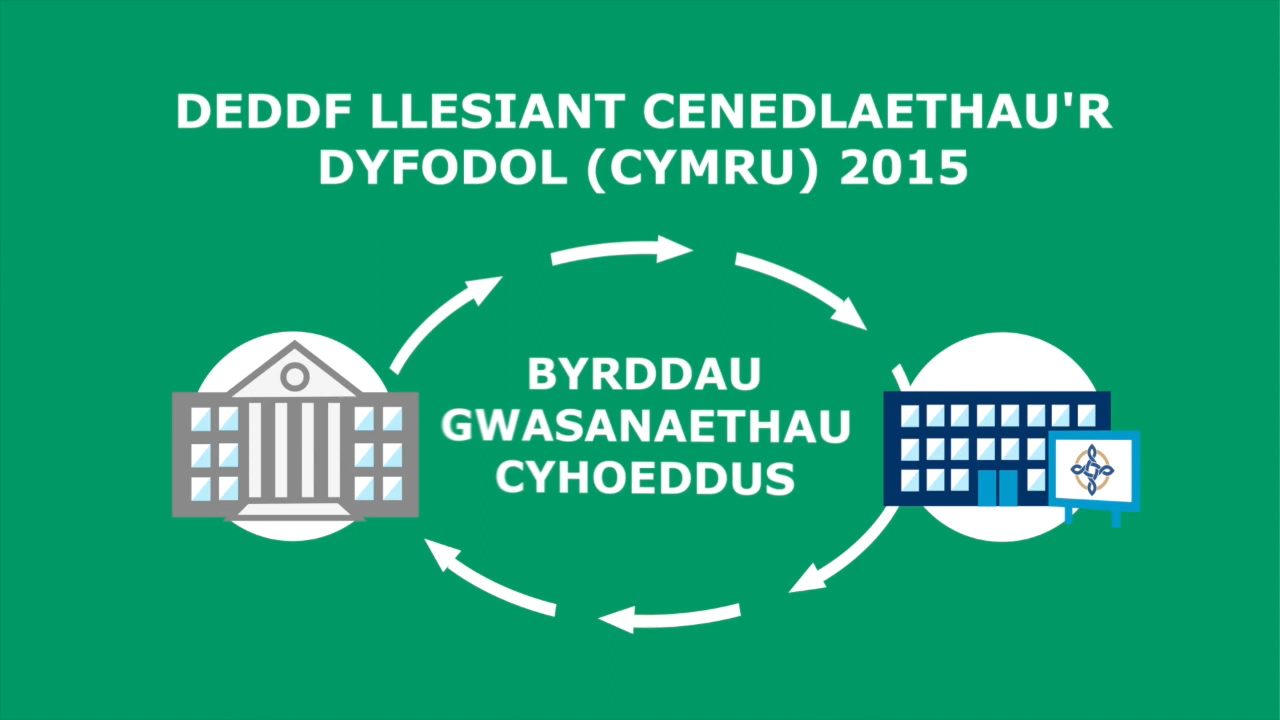 DEDDF LLESIANT CENEDLAETHAU'R
DYFODOL (CYMRU) 2015
BYRDDAU
GWASANAETHAU
CYHOEDDUS